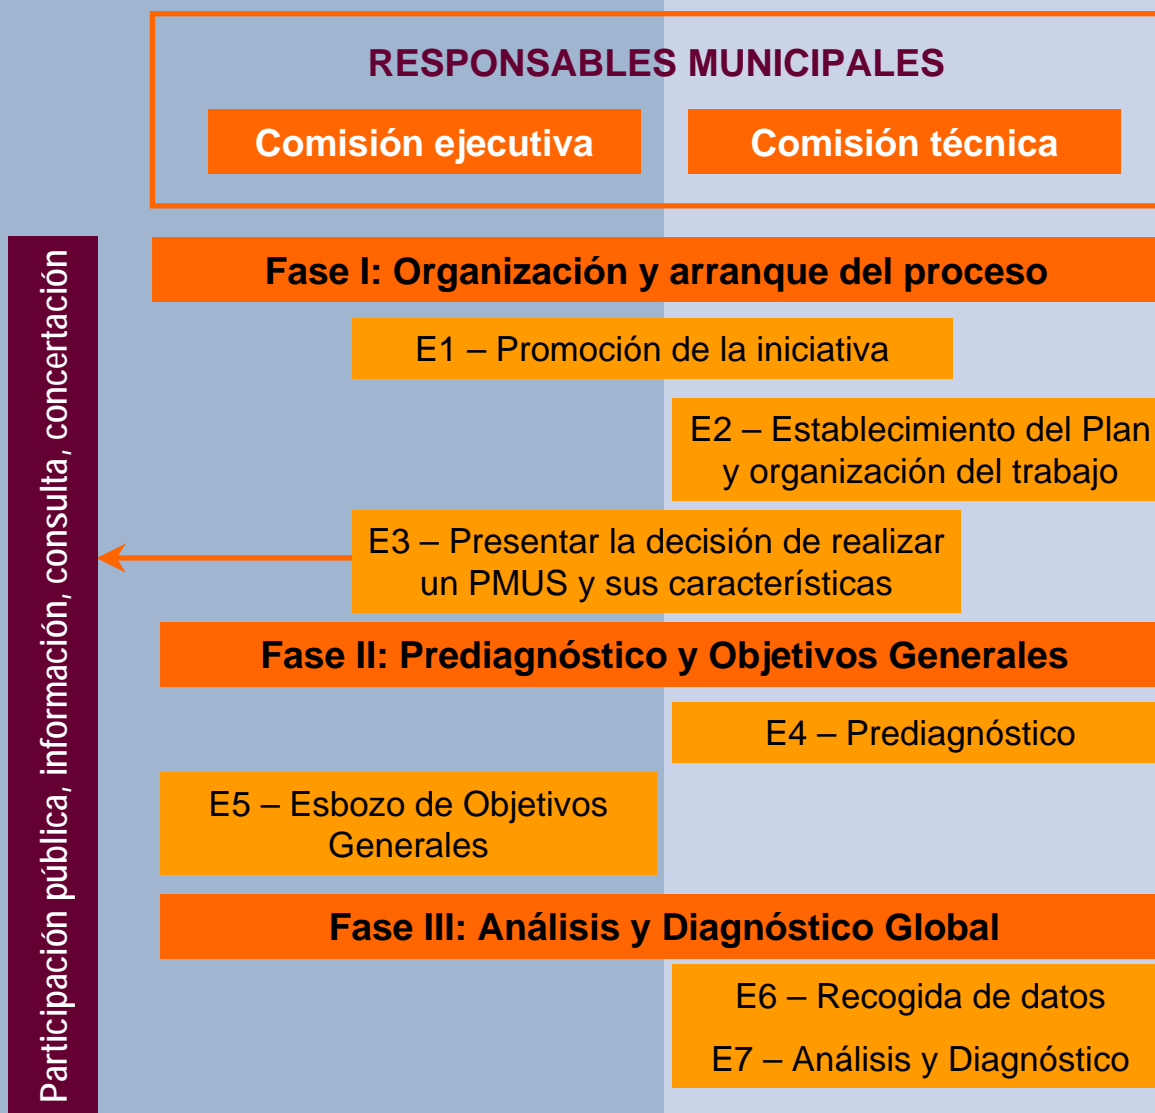 RESPONSABLES MUNICIPALES
Comisión ejecutiva
Comisión técnica
Participación pública, información, consulta, concertación
Fase I: Organización y arranque del proceso
E1 – Promoción de la iniciativa
E2 – Establecimiento del Plan
y organización del trabajo
E3 – Presentar la decisión de realizar
un PMUS y sus características
Fase II: Prediagnóstico y Objetivos Generales
E4 – Prediagnóstico
E5 – Esbozo de Objetivos
Generales
Fase III: Análisis y Diagnóstico Global
E6 – Recogida de datos
E7 – Análisis y Diagnóstico